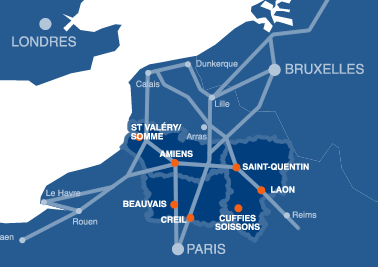 LONDRES
Dunkerque
BRUXELLES
Calais
Lille
ST VALÉRY/
SOMME
Arras
AMIENS
SAINT-QUENTIN
LAON
Le Havre
BEAUVAIS
CREIL
CUFFIES
SOISSONS
Reims
Rouen
aen
PARIS